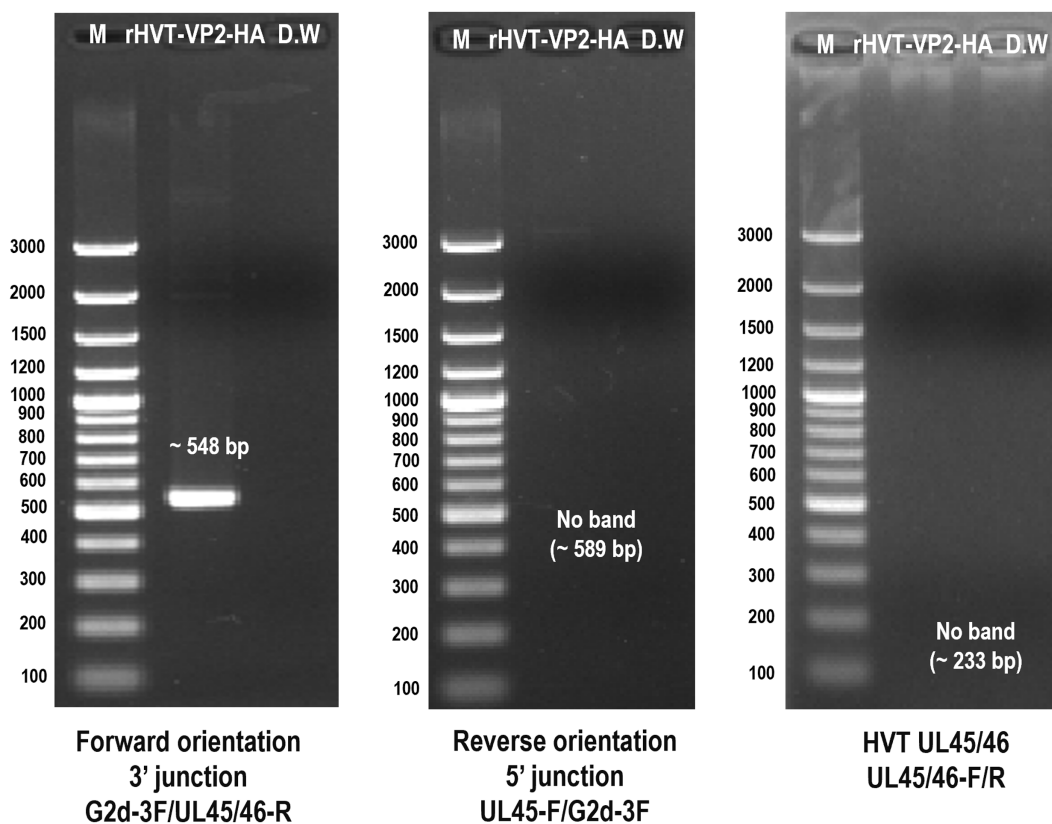 M rHVT-VP2-HA D.W
3000
2000
1500
1200
1000
900
800
700
600
500
400
300
200
100
~ 548 bp
Forward orientation
3’ junction
G2d-3F/UL45/46-R
M rHVT-VP2-HA D.W
3000
2000
1500
1200
1000
900
800
700
600
500
400
300
200
100
No band
(~ 589 bp)
Reverse orientation
5’ junction
UL45-F/G2d-3F
M rHVT-VP2-HA D.W
3000
2000
1500
1200
1000
900
800
700
600
500
400
300
200
100
No band
(~ 233 bp)
HVT UL45/46
UL45/46-F/R